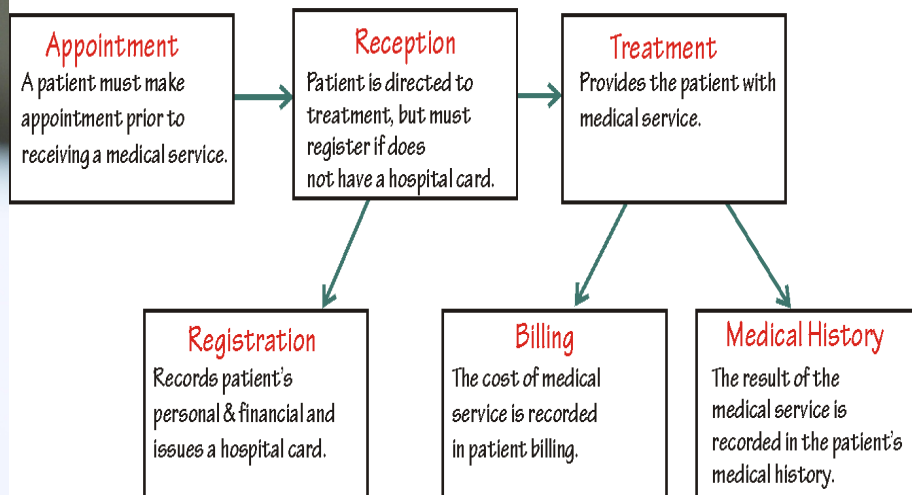 Appointment
A patient must make
appointment prior to
receiving a medical service.
Reception
Patient is directed to
treatment, but must
register if does
not have a hospital card.
Treatment
Provides the patient with
medical service.
Registration
Records patient's
personal & financial and
issues a hospital card.
Billing
The cost of medical
service is recorded
in patient billing.
Medical History
The result of the
medical service is
recorded in the patient's
medical history.